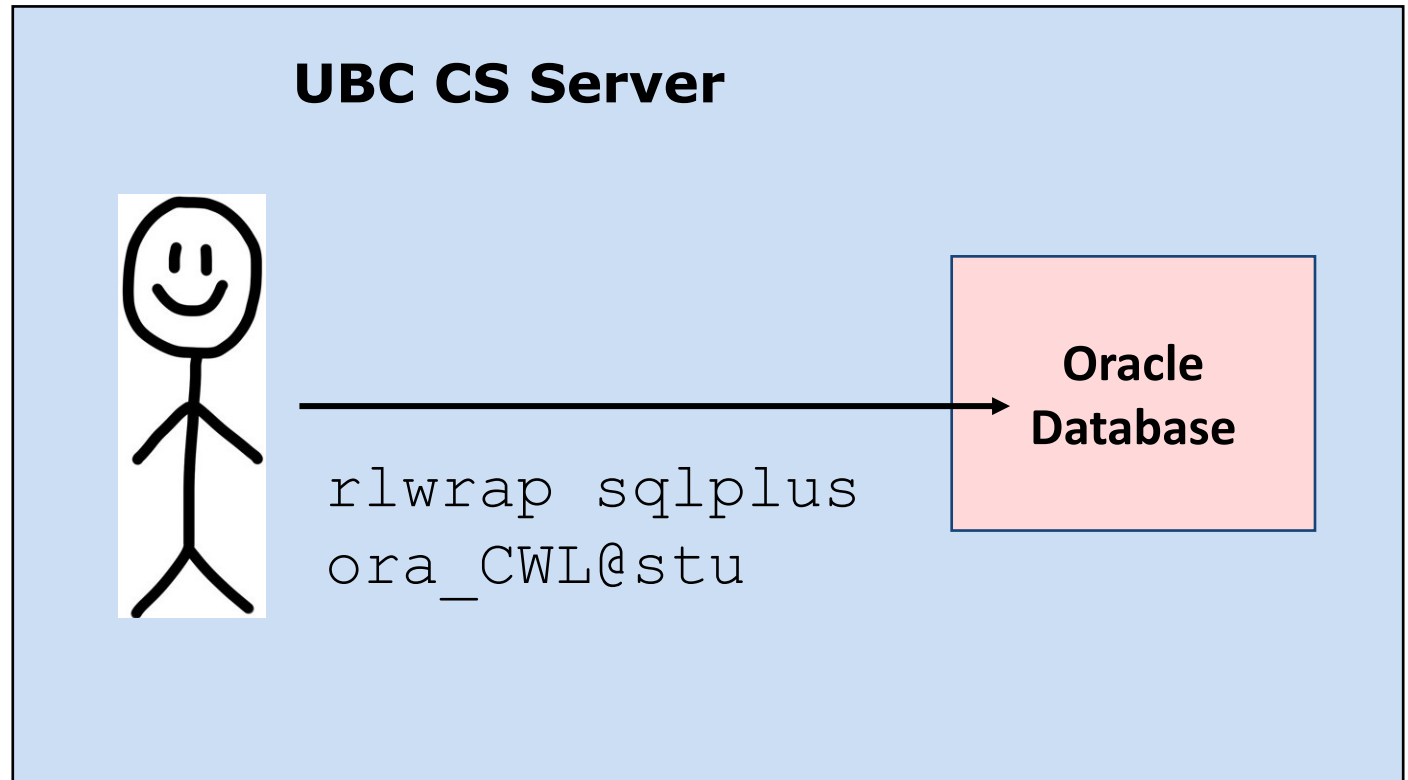 UBC CS Server
Oracle
Database
rlwrap sqlplus
ora_CWL@stu